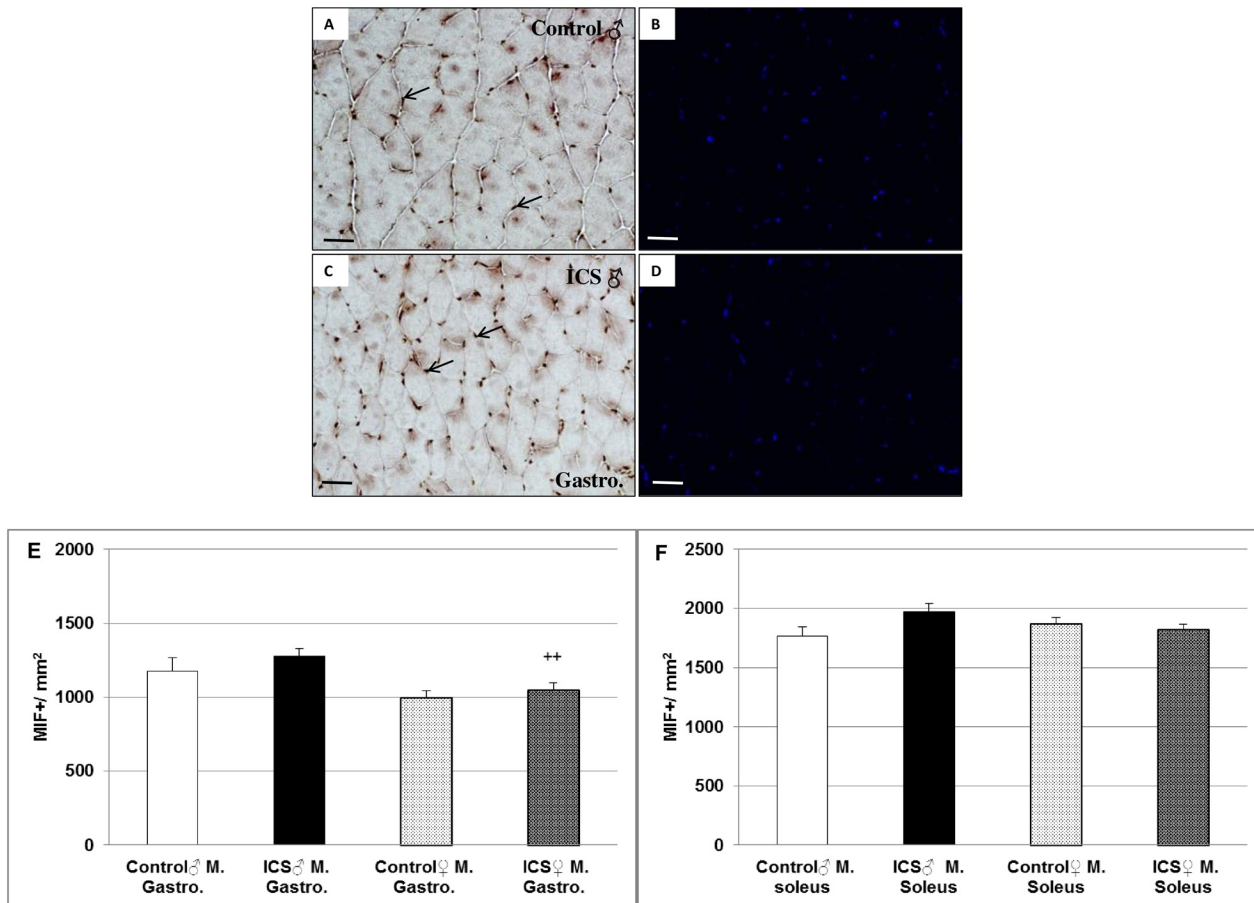 A
Control ♂
B
C
ICS ♂
Gastro.
D
E
2000
1500
1000
500
0
MIF+/ mm²
++
Control♂ M.
Gastro.
ICS♂ M.
Gastro.
Control♀ M.
Gastro.
ICS♀ M.
Gastro.
F
2500
2000
1500
1000
500
0
MIF+/ mm²
Control♂ M.
soleus
ICS♂ M.
Soleus
Control♀ M.
Soleus
ICS♀ M.
Soleus